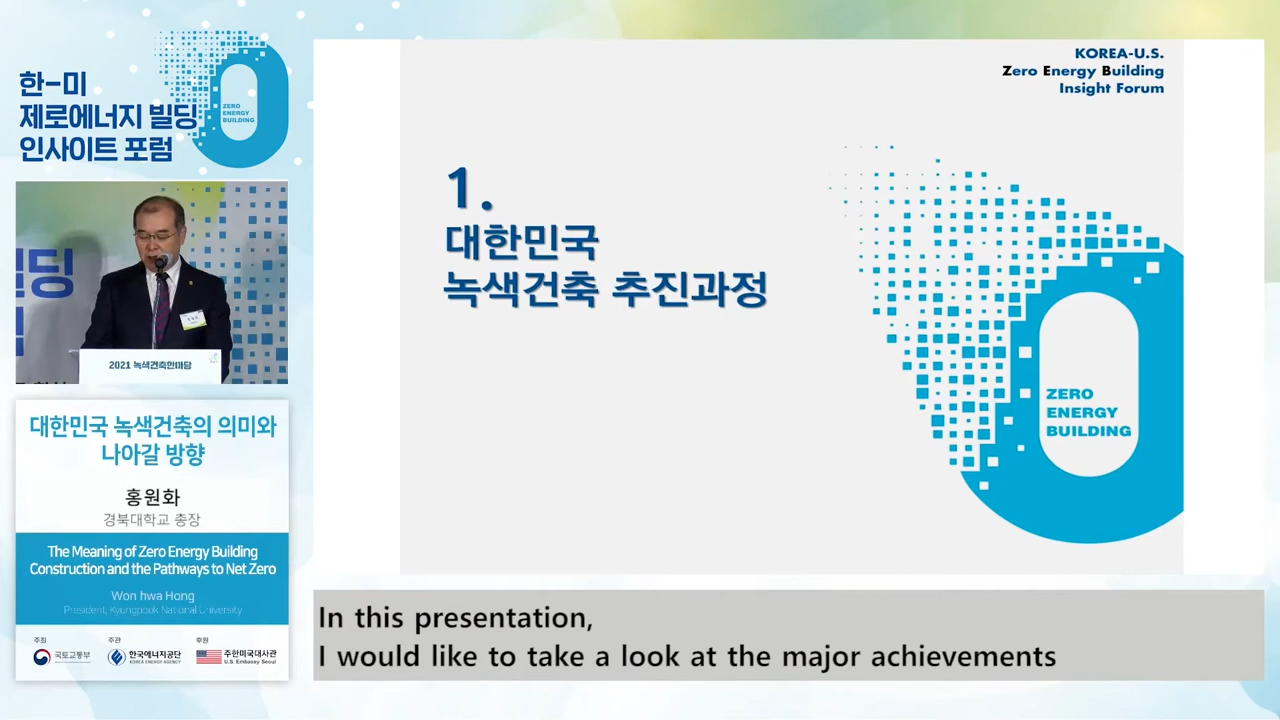 한-미
제로에너지 빌딩
인사이트 포럼
ZERO
ENERGY
BUILDING
빌딩
2021 녹색건축한마당
대한민국 녹색건축의 의미와
나아갈 방향
홍원화
경북대학교 총장
The Meaning of Zero Energy Building
Construction and the Pathways to Net Zero
Won hwa Hong
President, Kyungpook National University
주최
국토교통부
주관
한국에너지공단
KOREA ENERGY AGENCY
후원
주한미국대사관
U.S. Embassy Seoul
KOREA-U.S.
Zero Energy Building
Insight Forum
1.
대한민국
녹색건축 추진과정
ZERO
ENERGY
BUILDING
In this presentation,
I would like to take a look at the major achievements